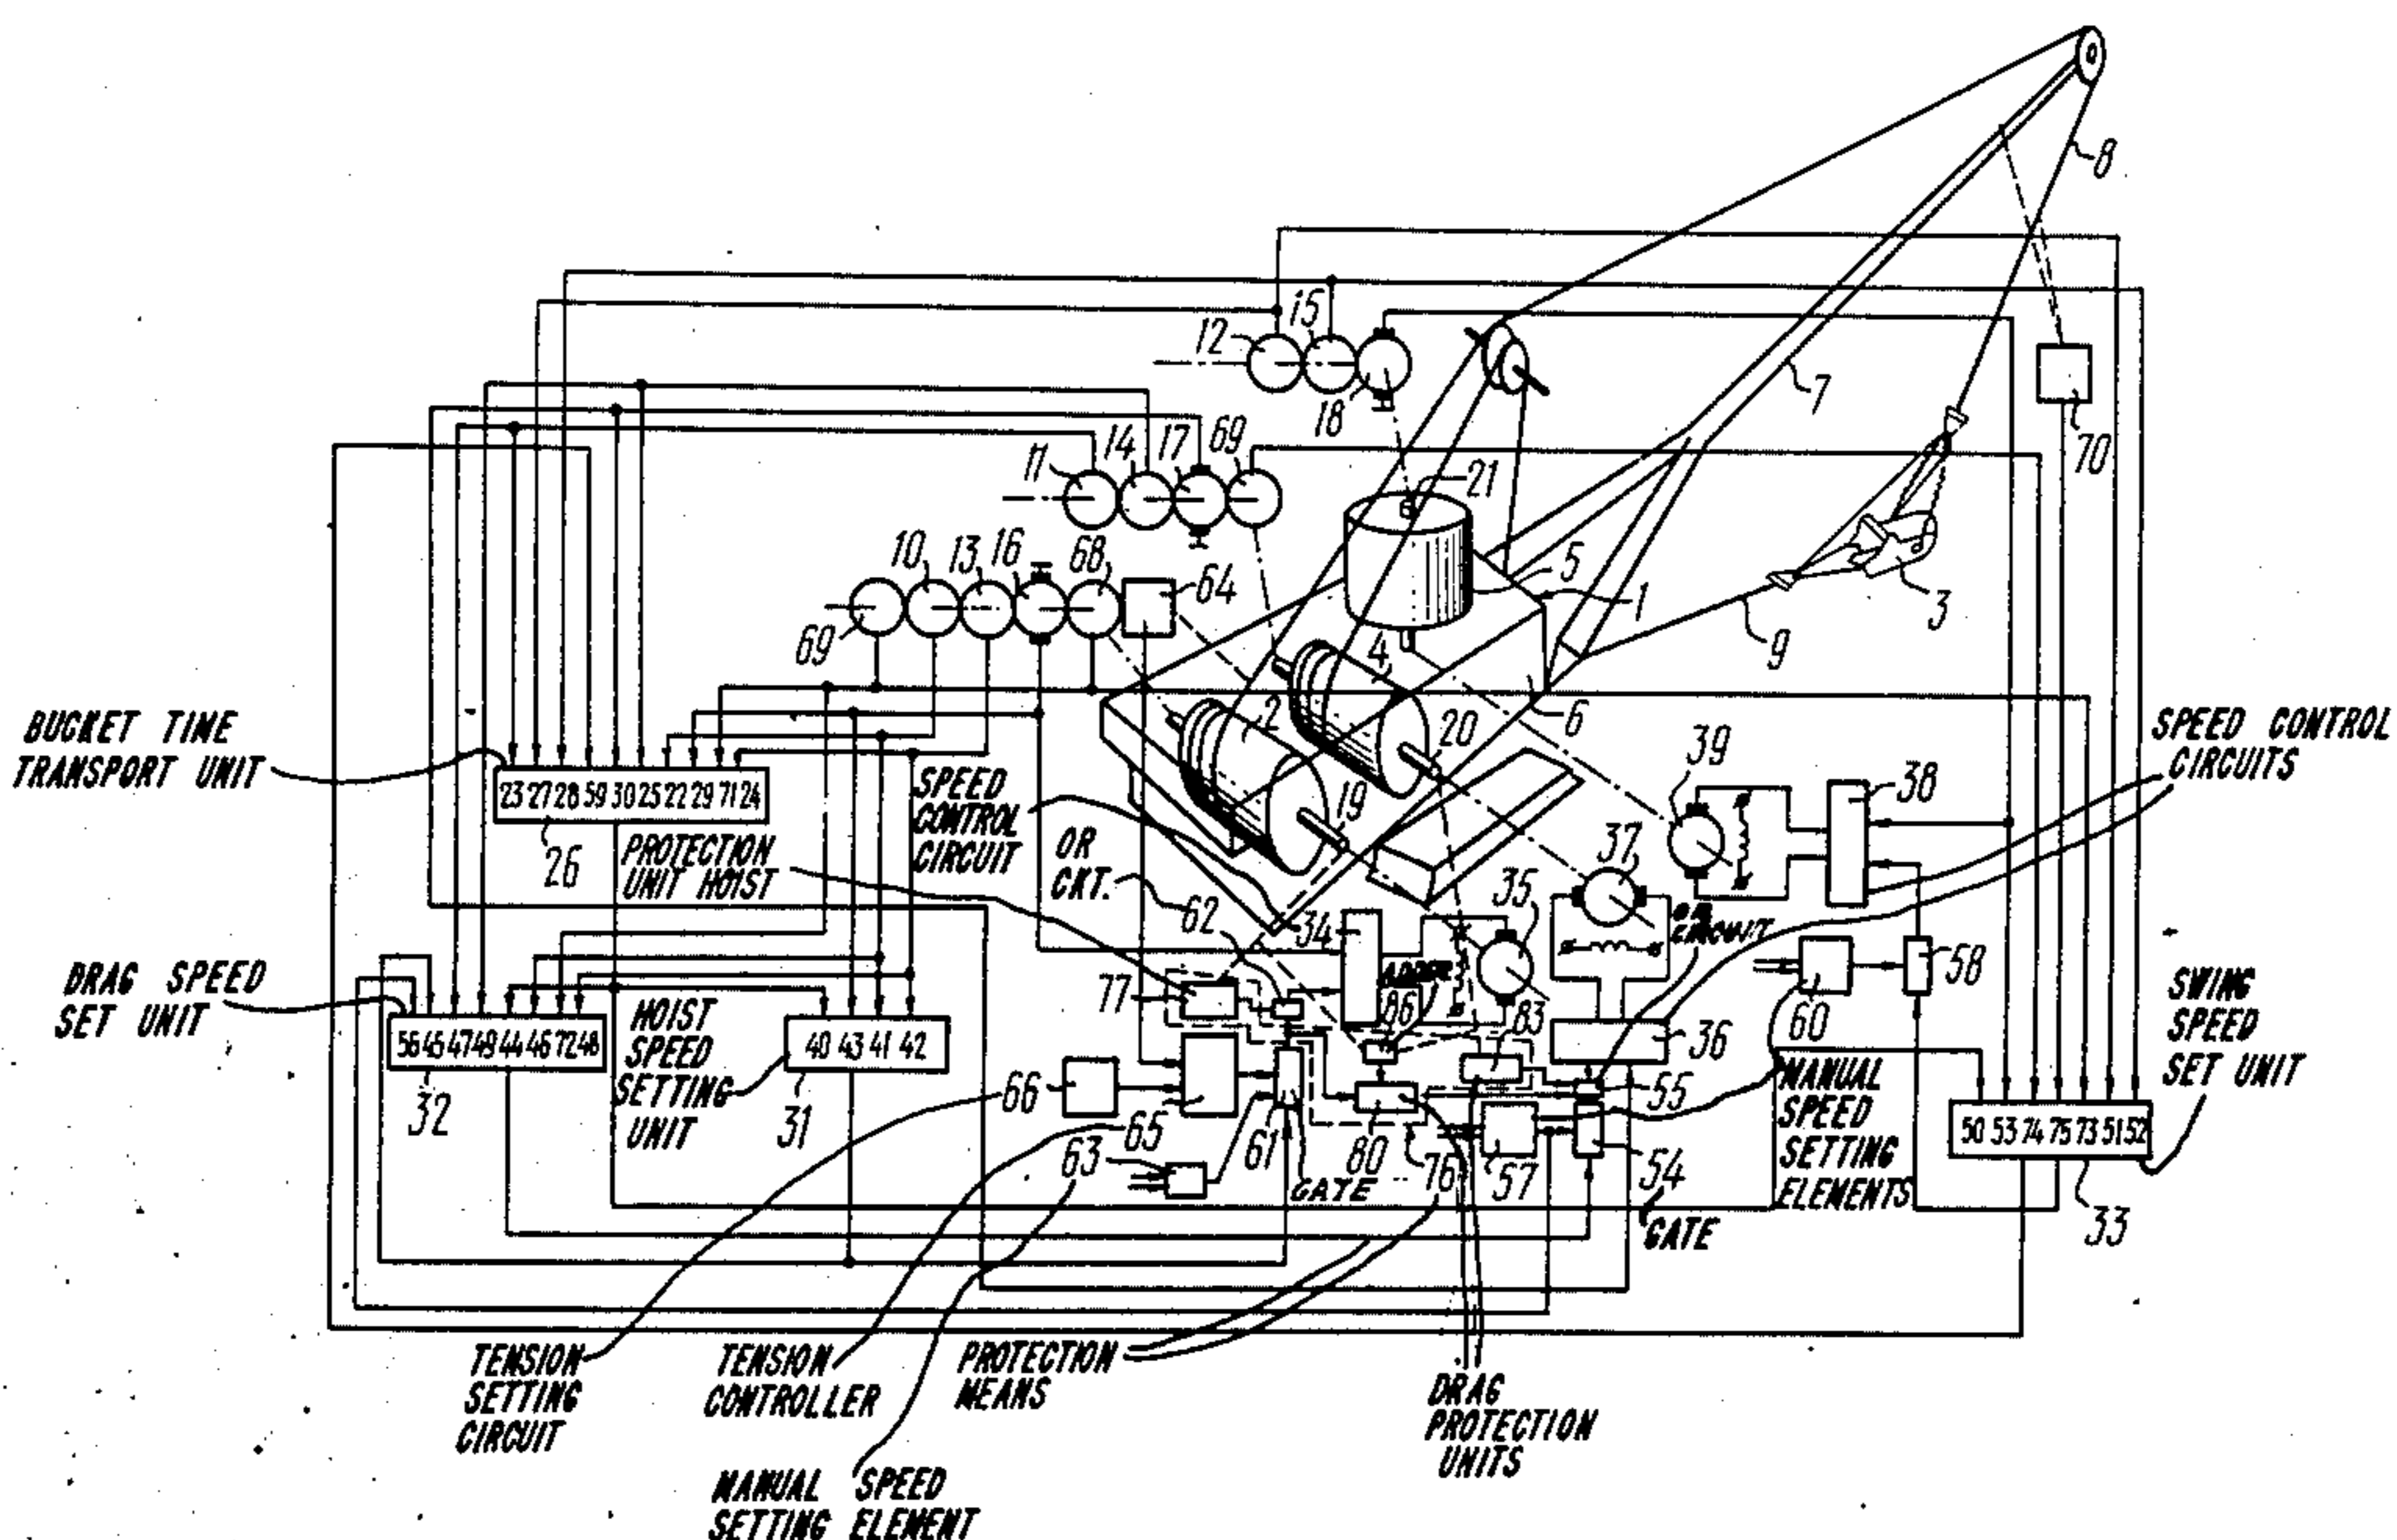 8
12
15
18
7
70
11
14
17
69
21
10
13
16
68
64
5
1
3
9
69
4
2
6
20
19
BUCKET TIME
TRANSPORT UNIT
23 27 28 59 30 25 22 29 71 24
26
SPEED
CONTROL
CIRCUIT
PROTECTION
UNIT HOIST
OR
CKT.
62
34
35
37
39
38
SPEED CONTROL
CIRCUITS
OR
CIRCUIT
ADDER
DRAG SPEED
SET UNIT
56 45 47 49 44 46 72 48
32
HOIST
SPEED
SETTING
UNIT
40 43 41 42
31
77
66
65
63
61
GATE
86
80
76
83
57
36
55
54
GATE
60
58
MANUAL
SPEED
SETTING
ELEMENTS
SWING
SPEED
SET UNIT
50 53 74 75 73 51 52
33
TENSION
SETTING
CIRCUIT
TENSION
CONTROLLER
PROTECTION
MEANS
DRAG
PROTECTION
UNITS
MANUAL SPEED
SETTING ELEMENT